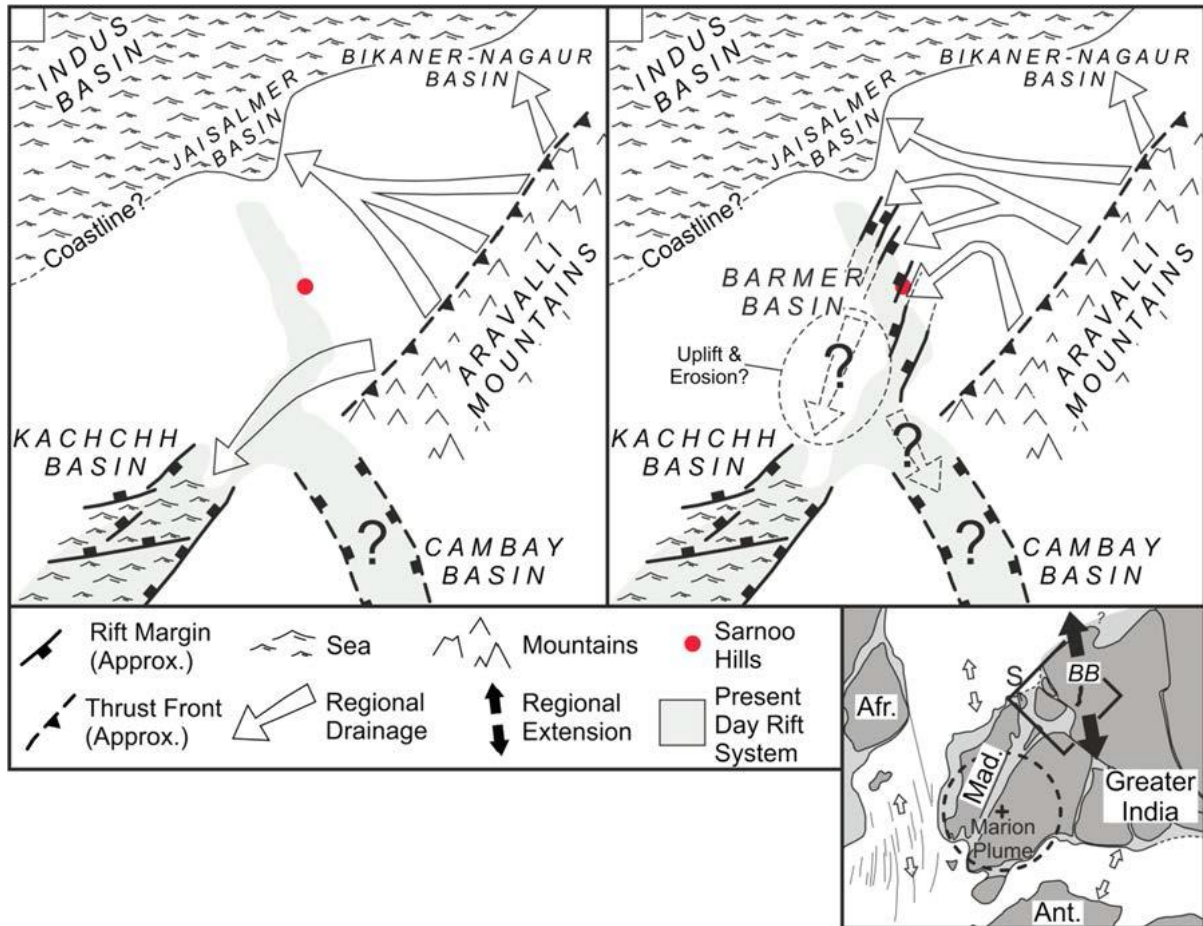 INDUS
BASIN
BIKANER-NAGAUR
BASIN
JAISALMER
BASIN
Coastline?
ARAVALLI
MOUNTAINS
KACHCHH
BASIN
?
CAMBAY
BASIN
INDUS
BASIN
BIKANER-NAGAUR
BASIN
JAISALMER
BASIN
Coastline?
BARMER
BASIN
ARAVALLI
MOUNTAINS
Uplift &
Erosion?
?
?
KACHCHH
BASIN
?
CAMBAY
BASIN
Rift Margin
(Approx.)
Sea
Mountains
Sarnoo
Hills
Thrust Front
(Approx.)
Regional
Drainage
Regional
Extension
Present
Day Rift
System
?
S
BB
Afr.
Mad.
Greater
India
Marion
Plume
Ant.